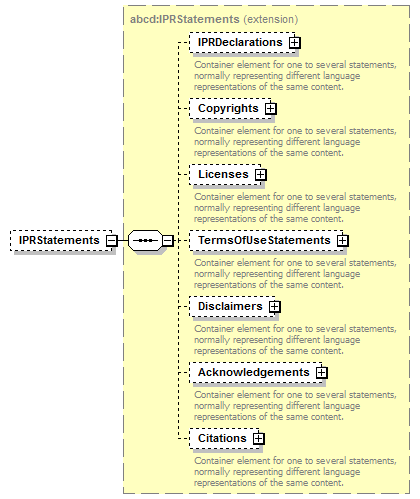 abcd:IPRStatements (extension)
IPRDeclarations
Container element for one to several statements,
normally representing different language
representations of the same content.
Copyrights
Container element for one to several statements,
normally representing different language
representations of the same content.
Licenses
Container element for one to several statements,
normally representing different language
representations of the same content.
IPRStatements
TermsOfUseStatements
Container element for one to several statements,
normally representing different language
representations of the same content.
Disclaimers
Container element for one to several statements,
normally representing different language
representations of the same content.
Acknowledgements
Container element for one to several statements,
normally representing different language
representations of the same content.
Citations
Container element for one to several statements,
normally representing different language
representations of the same content.